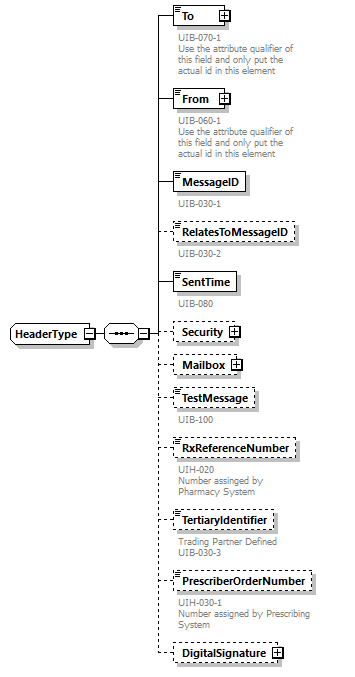 To
UIB-070-1
Use the attribute qualifier of
this field and only put the
actual id in this element
From
UIB-060-1
Use the attribute qualifier of
this field and only put the
actual id in this element
MessageID
UIB-030-1
RelatesToMessageID
UIB-030-2
SentTime
UIB-080
HeaderType
Security
Mailbox
TestMessage
UIB-100
RxReferenceNumber
UIH-020
Number assinged by
Pharmacy System
TertiaryIdentifier
Trading Partner Defined
UIB-030-3
PrescriberOrderNumber
UIH-030-1
Number assigned by Prescribing
System
DigitalSignature